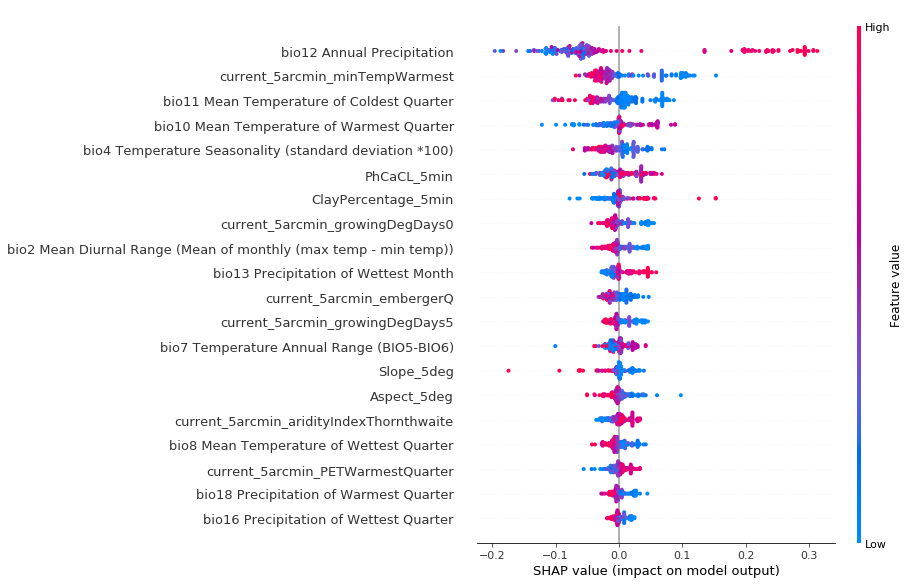 High
bio12 Annual Precipitation
current_5arcmin_minTempWarmest
bio11 Mean Temperature of Coldest Quarter
bio10 Mean Temperature of Warmest Quarter
bio4 Temperature Seasonality (standard deviation *100)
PhCaCL_5min
ClayPercentage_5min
current_5arcmin_growingDegDays0
bio2 Mean Diurnal Range (Mean of monthly (max temp - min temp))
bio13 Precipitation of Wettest Month
current_5arcmin_embergerQ
current_5arcmin_growingDegDays5
bio7 Temperature Annual Range (BIO5-BIO6)
Slope_5deg
Aspect_5deg
current_5arcmin_aridityIndexThornthwaite
bio8 Mean Temperature of Wettest Quarter
current_5arcmin_PETWarmestQuarter
bio18 Precipitation of Warmest Quarter
bio16 Precipitation of Wettest Quarter
Feature value
Low
−0.2 −0.1 0.0 0.1 0.2 0.3
SHAP value (impact on model output)